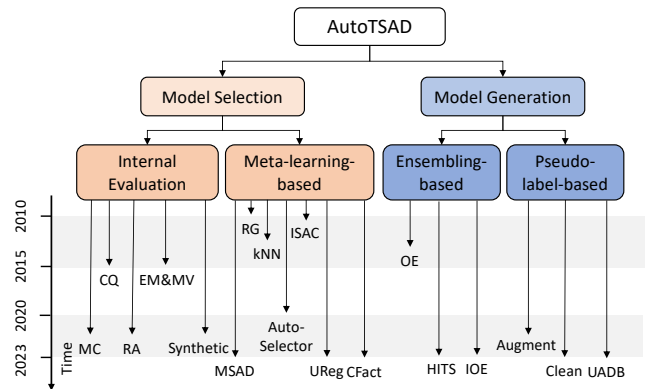 AutoTSAD
Model Selection
Model Generation
Internal
Evaluation
Meta-learning-
based
Ensembling-
based
Pseudo-
label-based
2010
2015
2020
2023
Time
RG
kNN
ISAC
OE
CQ
EM&MV
MC
RA
Synthetic
Auto-
Selector
Augment
MSAD
UReg
CFact
HITS
IOE
Clean
UADB